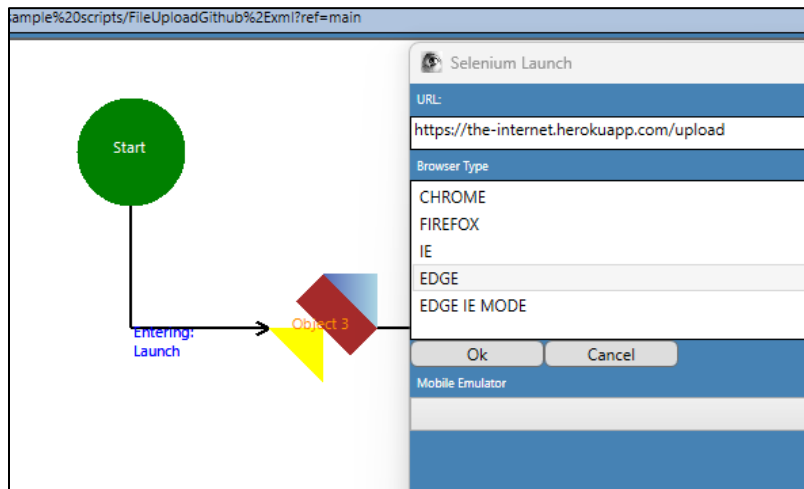 ample%20scripts/FileUploadGithub%2Exml?ref=main
Selenium Launch
URL:
https://the-internet.herokuapp.com/upload
Browser Type
CHROME
FIREFOX
IE
EDGE
EDGE IE MODE
Ok Cancel
Mobile Emulator
Start
Object 3
Entering:
Launch